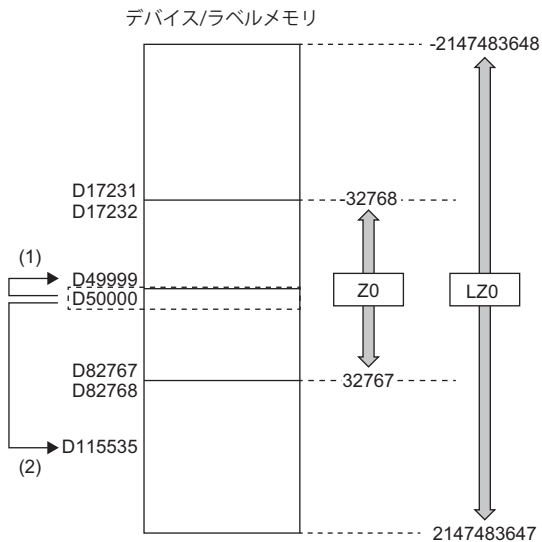 デバイス/ラベルメモリ
-2147483648
D17231
D17232
-32768
(1)
D49999
D50000
Z0
LZ0
D82767
D82768
32767
D115535
(2)
2147483647